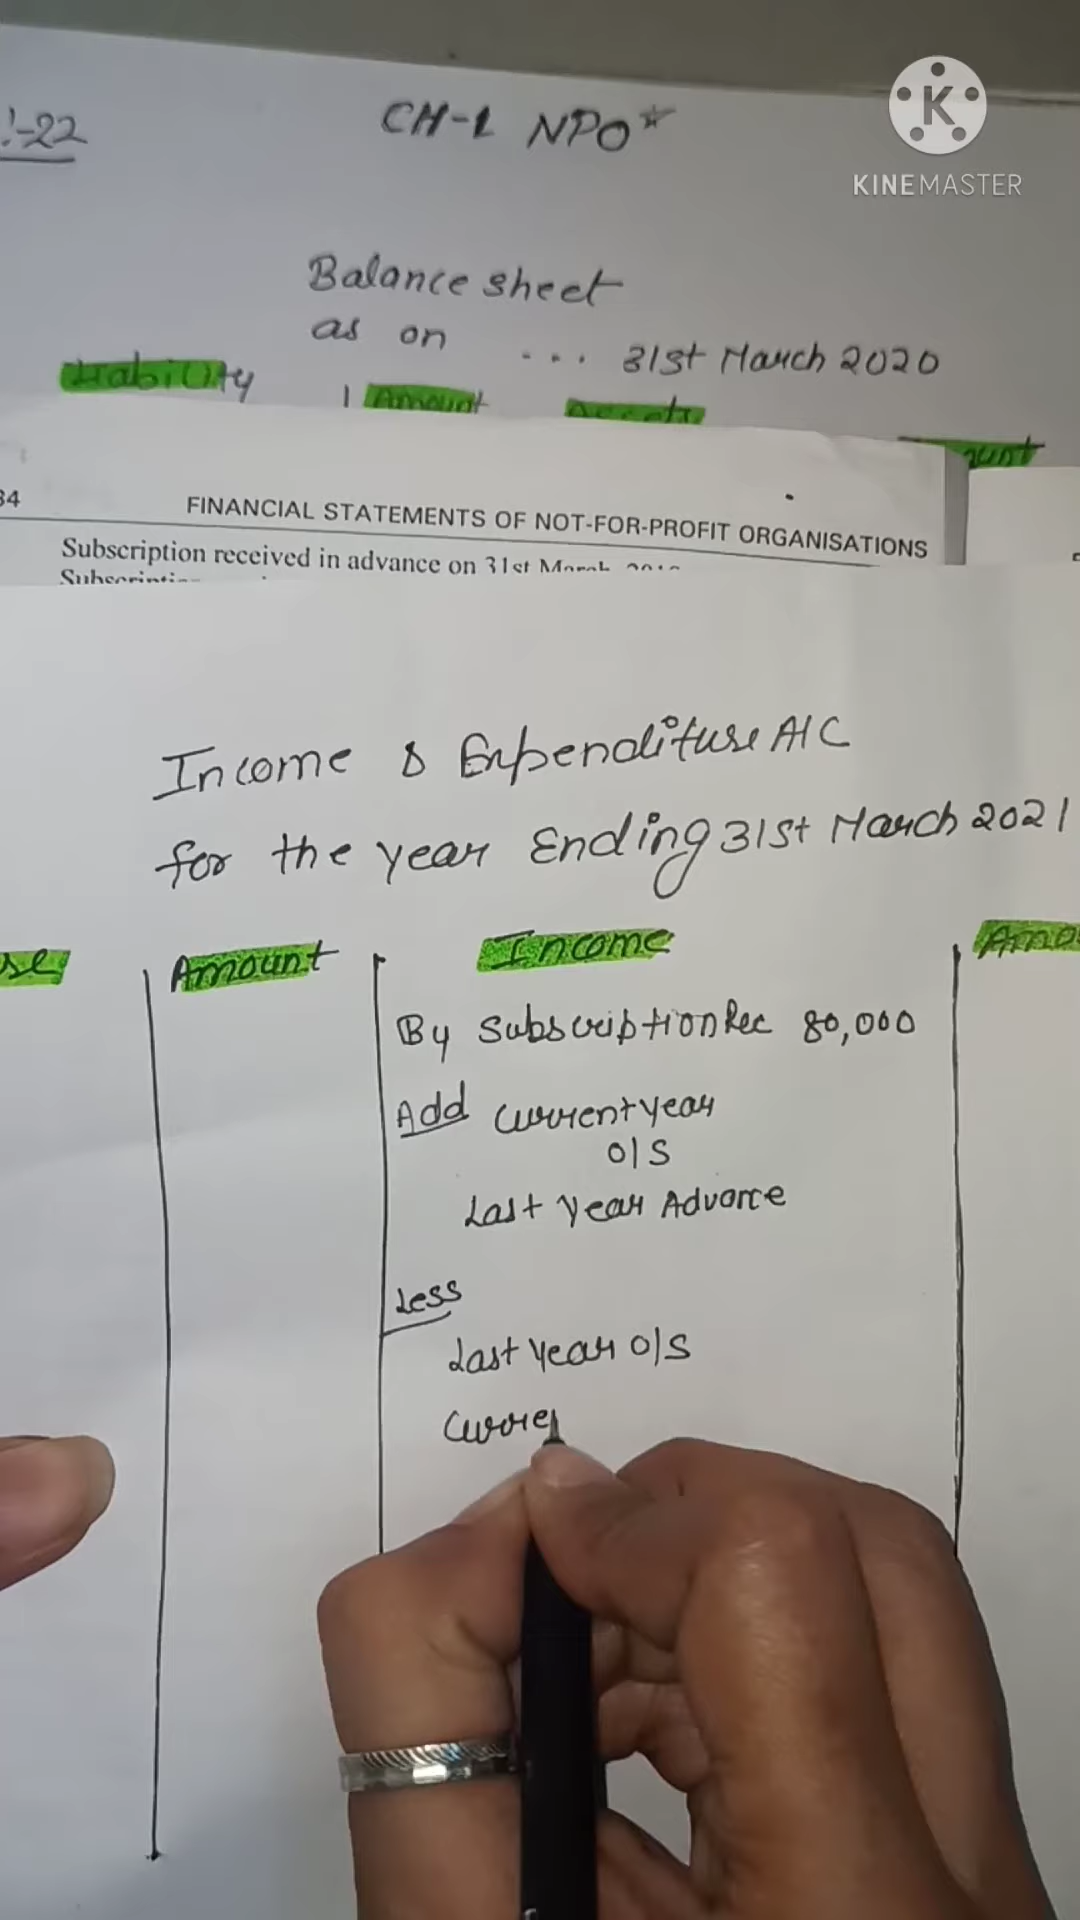 CH-1 NPO*
KINEMASTER
Balance sheet
as on ... 31st March 2020
Liability Amount Assets
34 FINANCIAL STATEMENTS OF NOT-FOR-PROFIT ORGANISATIONS
Subscription received in advance on 31st March,
Income & Expenditure A/C
for the year Ending 31st March 2021
Amount Income
By Subscription Rec 80,000
Add Current year
O/S
Last year Advance
Less
Last year O/S
Curre